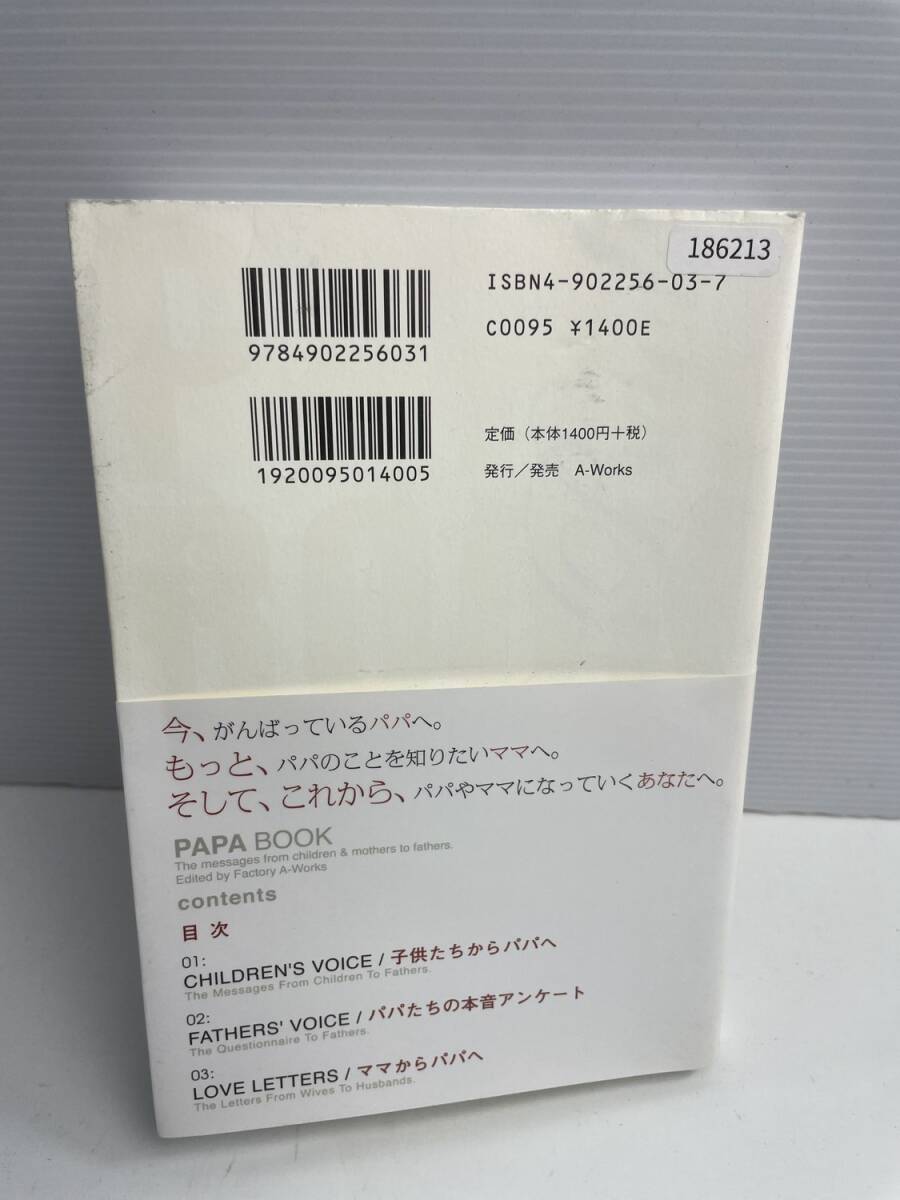 186213
ISBN4-902256-03-7
C0095 ¥1400E
9784902256031
1920095014005
定価（本体1400円＋税）
発行／発売　A-Works
今、がんばっているパパへ。
もっと、パパのことを知りたいママへ。
そして、これから、パパやママになっていくあなたへ。
PAPA BOOK
The messages from children & mothers to fathers.
Edited by Factory A-Works
contents
目次
01:
CHILDREN'S VOICE / 子供たちからパパへ
The Messages From Children To Fathers.
02:
FATHERS' VOICE / パパたちの本音アンケート
The Questionnaire To Fathers.
03:
LOVE LETTERS / ママからパパへ
The Letters From Wives To Husbands.